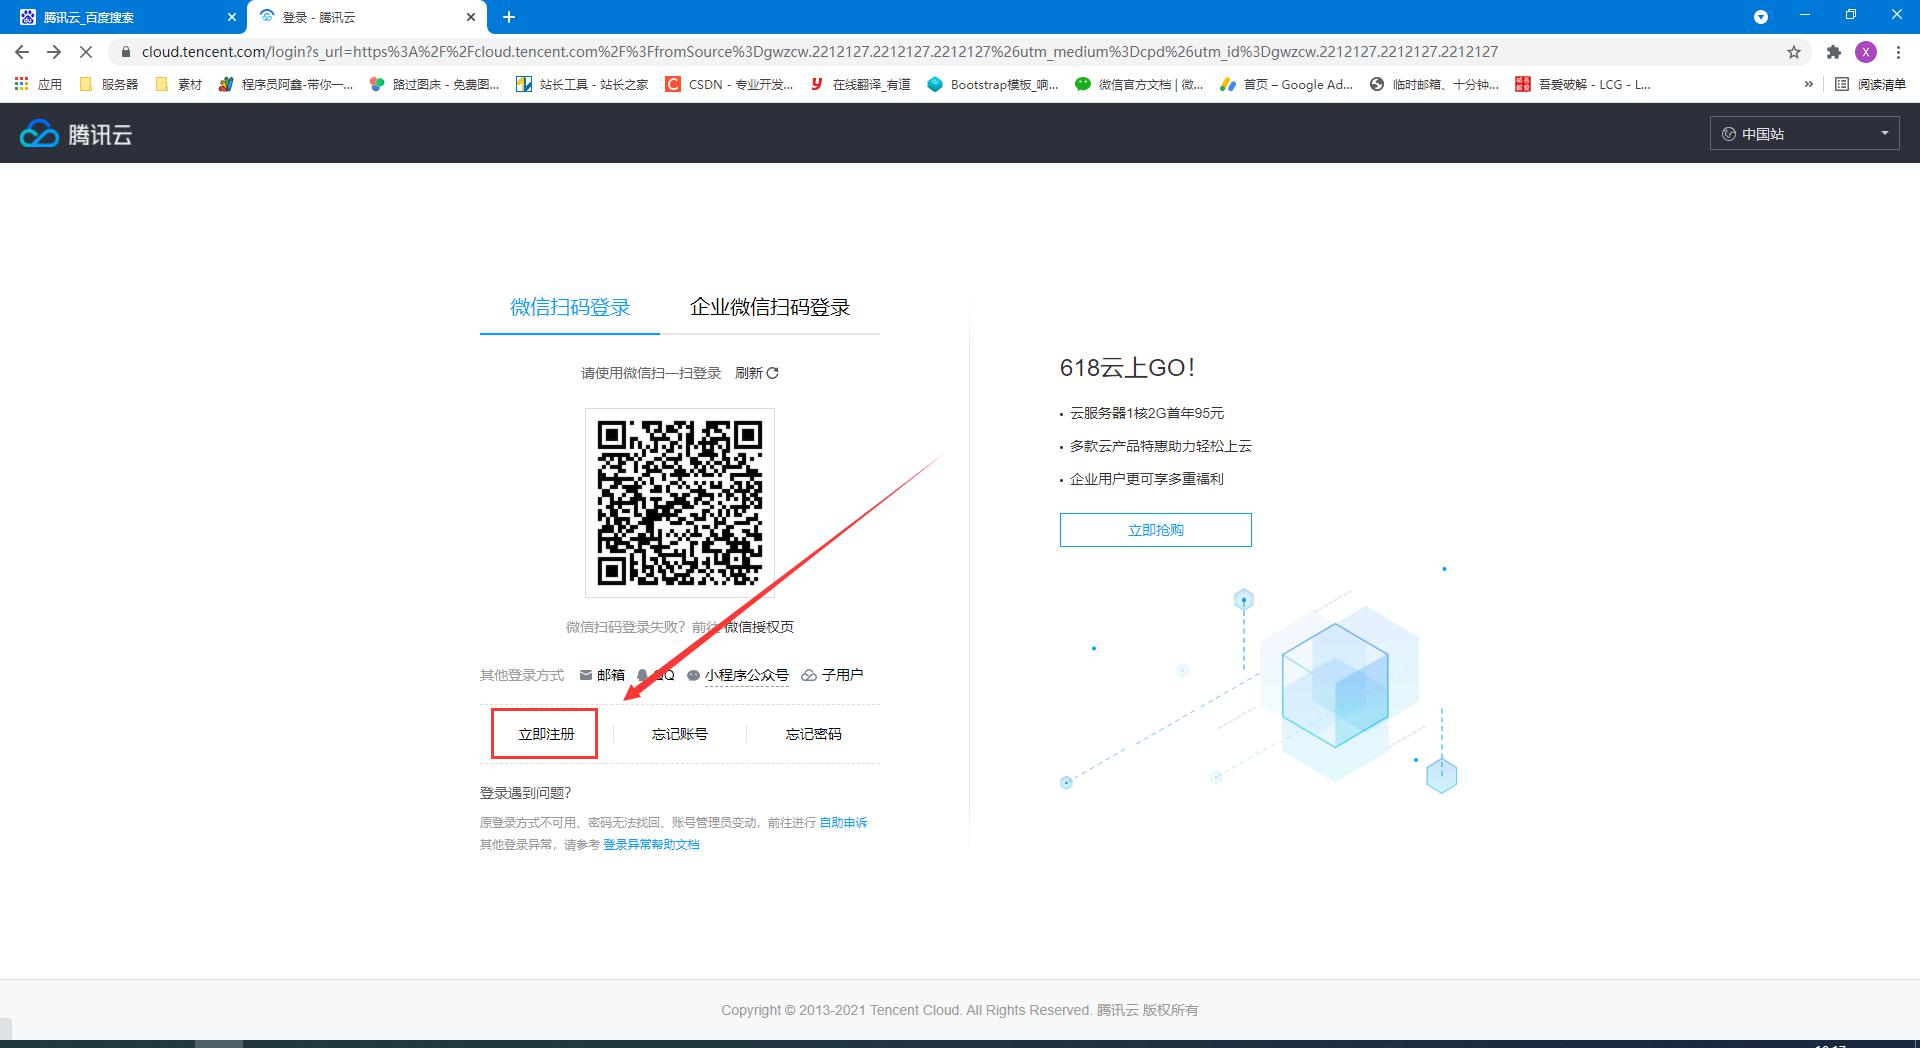 腾讯云_百度搜索
登录 - 腾讯云
cloud.tencent.com/login?s_url=https%3A%2F%2Fcloud.tencent.com%2F%3FfromSource%3Dgwzcw.2212127.2212127.2212127%26utm_medium%3Dcpd%26utm_id%3Dgwzcw.2212127.2212127.2212127
X
应用 服务器 素材 程序员阿鑫-带你一... 路过图床 - 免费图... 站长工具 - 站长之家 CSDN - 专业开发... 在线翻译_有道 Bootstrap模板_响... 微信官方文档 | 微... 首页 – Google Ad... 临时邮箱、十分钟... 吾爱破解 - LCG - L... » 阅读清单
腾讯云
中国站
微信扫码登录 企业微信扫码登录
请使用微信扫一扫登录 刷新
微信扫码登录失败? 前往 微信授权页
其他登录方式 邮箱 QQ 小程序公众号 子用户
立即注册 忘记账号 忘记密码
登录遇到问题?
原登录方式不可用、密码无法找回、账号管理员变动，前往进行 自助申诉
其他登录异常，请参考 登录异常帮助文档
618云上GO！
• 云服务器1核2G首年95元
• 多款云产品特惠助力轻松上云
• 企业用户更可享多重福利
立即抢购
Copyright © 2013-2021 Tencent Cloud. All Rights Reserved. 腾讯云 版权所有